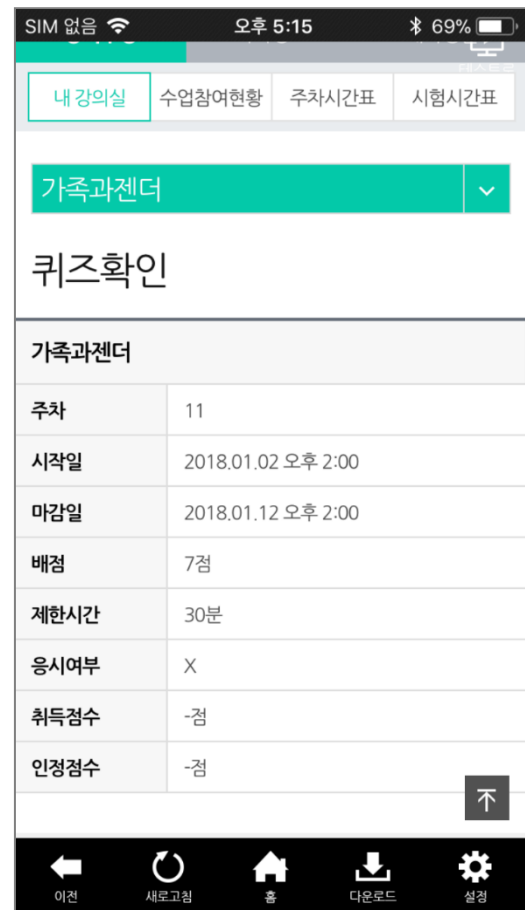 SIM 없음 오후 5:15 69%
내 강의실 수업참여현황 주차시간표 시험시간표
가족과젠더
퀴즈확인
가족과젠더
주차 11
시작일 2018.01.02 오후 2:00
마감일 2018.01.12 오후 2:00
배점 7점
제한시간 30분
응시여부 X
취득점수 -점
인정점수 -점
이전 새로고침 홈 다운로드 설정